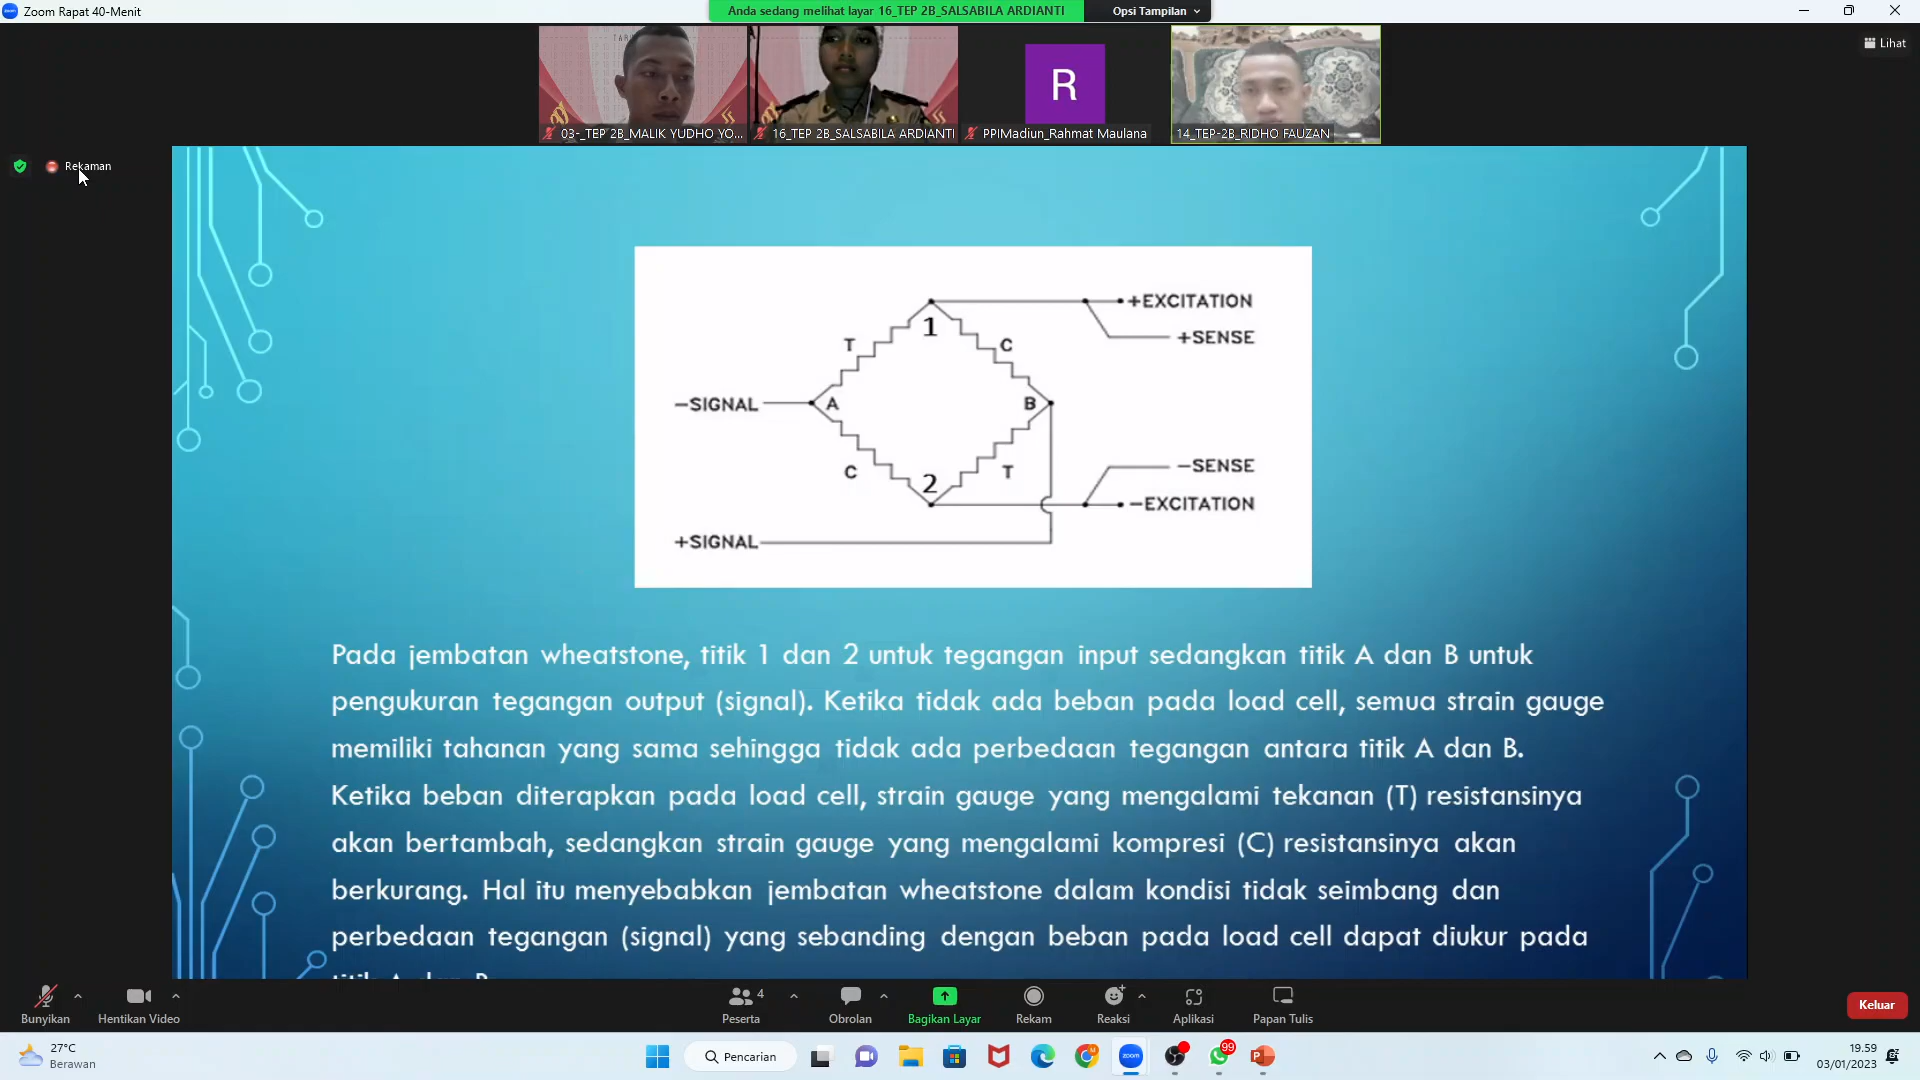 Zoom Rapat 40-Menit
Anda sedang melihat layar 16_TEP 2B_SALSABILA ARDIANTI
Opsi Tampilan
Lihat
03-_TEP 2B_MALIK YUDHO YO...
16_TEP 2B_SALSABILA ARDIANTI
R
PPIMadiun_Rahmat Maulana
14_TEP-2B_RIDHO FAUZAN
Rekaman
+EXCITATION
1
T
C
+SENSE
-SIGNAL
A
B
C
2
T
-SENSE
-EXCITATION
+SIGNAL
Pada jembatan wheatstone, titik 1 dan 2 untuk tegangan input sedangkan titik A dan B untuk
pengukuran tegangan output (signal). Ketika tidak ada beban pada load cell, semua strain gauge
memiliki tahanan yang sama sehingga tidak ada perbedaan tegangan antara titik A dan B.
Ketika beban diterapkan pada load cell, strain gauge yang mengalami tekanan (T) resistansinya
akan bertambah, sedangkan strain gauge yang mengalami kompresi (C) resistansinya akan
berkurang. Hal itu menyebabkan jembatan wheatstone dalam kondisi tidak seimbang dan
perbedaan tegangan (signal) yang sebanding dengan beban pada load cell dapat diukur pada
titik A dan B.
Bunyikan
Hentikan Video
4
Peserta
Obrolan
Bagikan Layar
Rekam
Reaksi
Aplikasi
Papan Tulis
Keluar
27°C
Berawan
Pencarian
zoom
99
19.59
03/01/2023